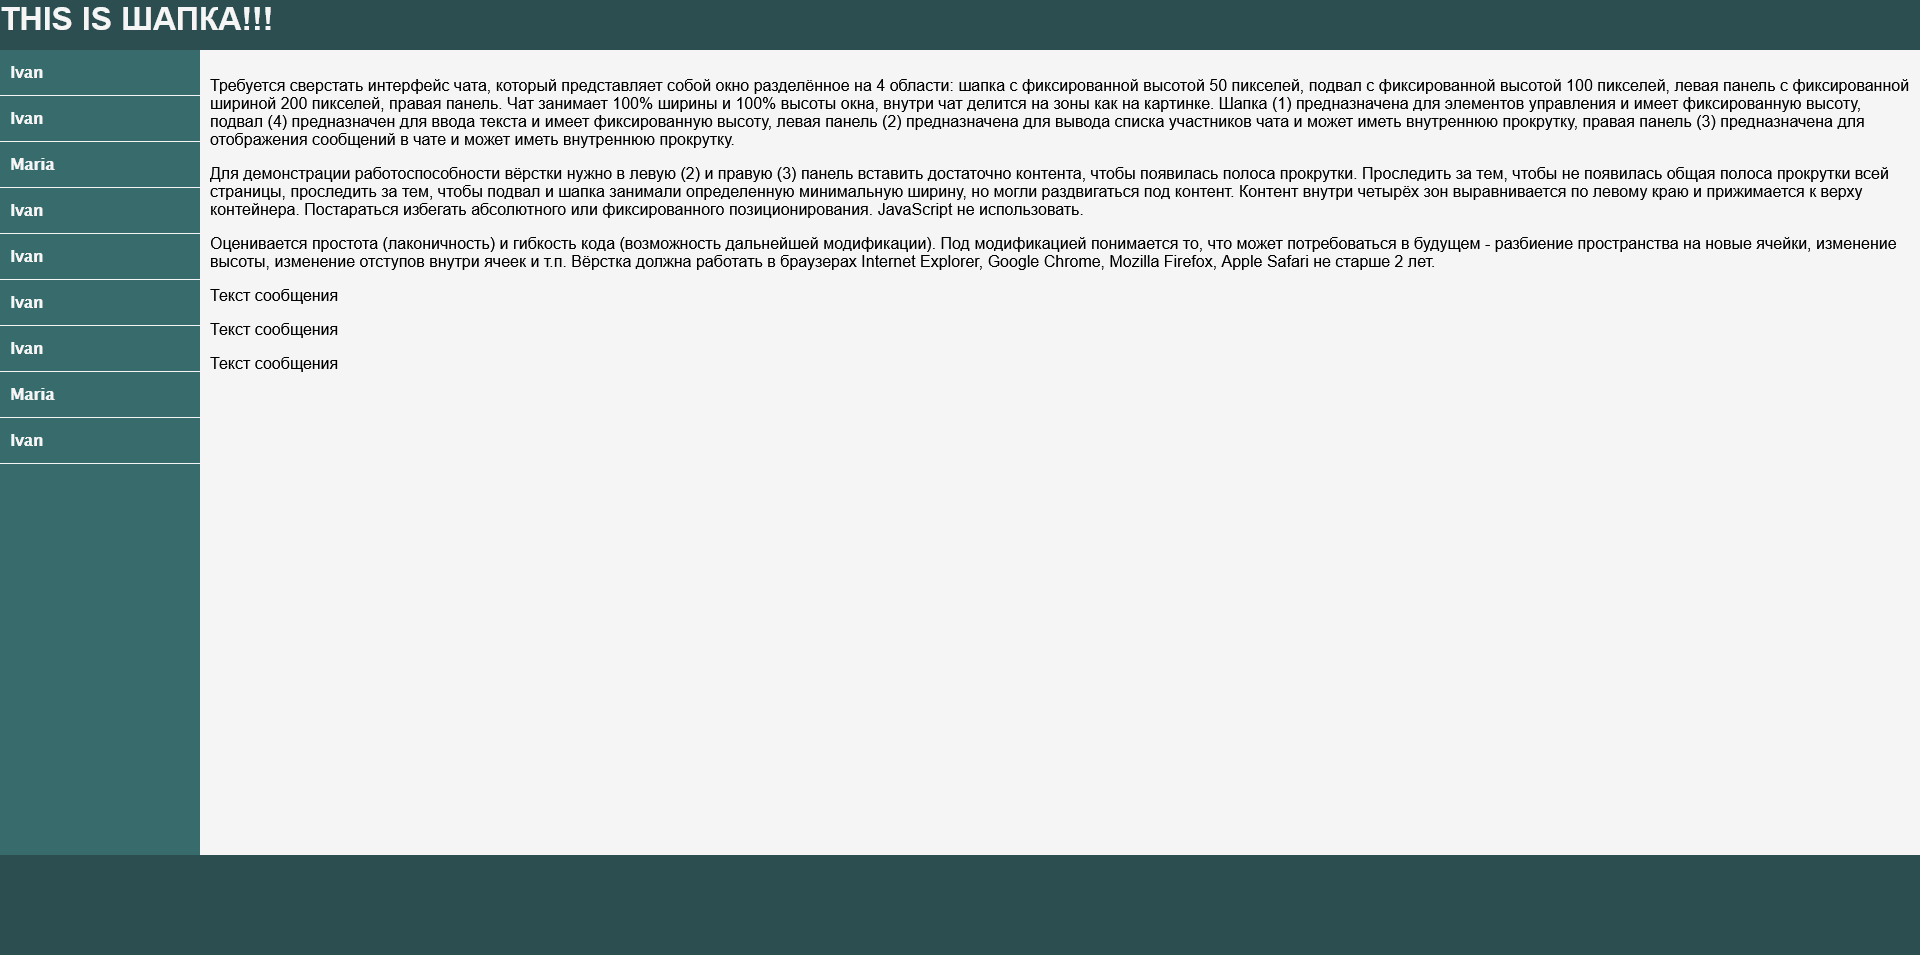 THIS IS ШАПКА!!!
Ivan
Ivan
Maria
Ivan
Ivan
Ivan
Ivan
Maria
Ivan
Требуется сверстать интерфейс чата, который представляет собой окно разделённое на 4 области: шапка с фиксированной высотой 50 пикселей, подвал с фиксированной высотой 100 пикселей, левая панель с фиксированной
шириной 200 пикселей, правая панель. Чат занимает 100% ширины и 100% высоты окна, внутри чат делится на зоны как на картинке. Шапка (1) предназначена для элементов управления и имеет фиксированную высоту,
подвал (4) предназначен для ввода текста и имеет фиксированную высоту, левая панель (2) предназначена для вывода списка участников чата и может иметь внутреннюю прокрутку, правая панель (3) предназначена для
отображения сообщений в чате и может иметь внутреннюю прокрутку.
Для демонстрации работоспособности вёрстки нужно в левую (2) и правую (3) панель вставить достаточно контента, чтобы появилась полоса прокрутки. Проследить за тем, чтобы не появилась общая полоса прокрутки всей
страницы, проследить за тем, чтобы подвал и шапка занимали определенную минимальную ширину, но могли раздвигаться под контент. Контент внутри четырёх зон выравнивается по левому краю и прижимается к верху
контейнера. Постараться избегать абсолютного или фиксированного позиционирования. JavaScript не использовать.
Оценивается простота (лаконичность) и гибкость кода (возможность дальнейшей модификации). Под модификацией понимается то, что может потребоваться в будущем - разбиение пространства на новые ячейки, изменение
высоты, изменение отступов внутри ячеек и т.п. Вёрстка должна работать в браузерах Internet Explorer, Google Chrome, Mozilla Firefox, Apple Safari не старше 2 лет.
Текст сообщения
Текст сообщения
Текст сообщения